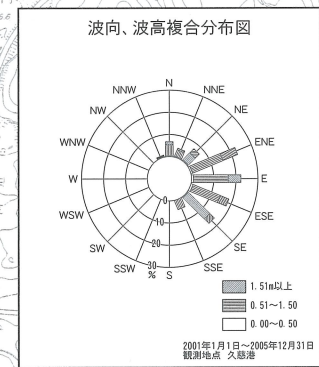 波向、波高複合分布図
N
NNW
NNE
NW
NE
WNW
ENE
W
E
WSW
ESE
SW
SE
SSW
SSE
S
0
10
20
30
%
1.51m以上
0.51～1.50
0.00～0.50
2001年1月1日～2005年12月31日
観測地点 久慈港